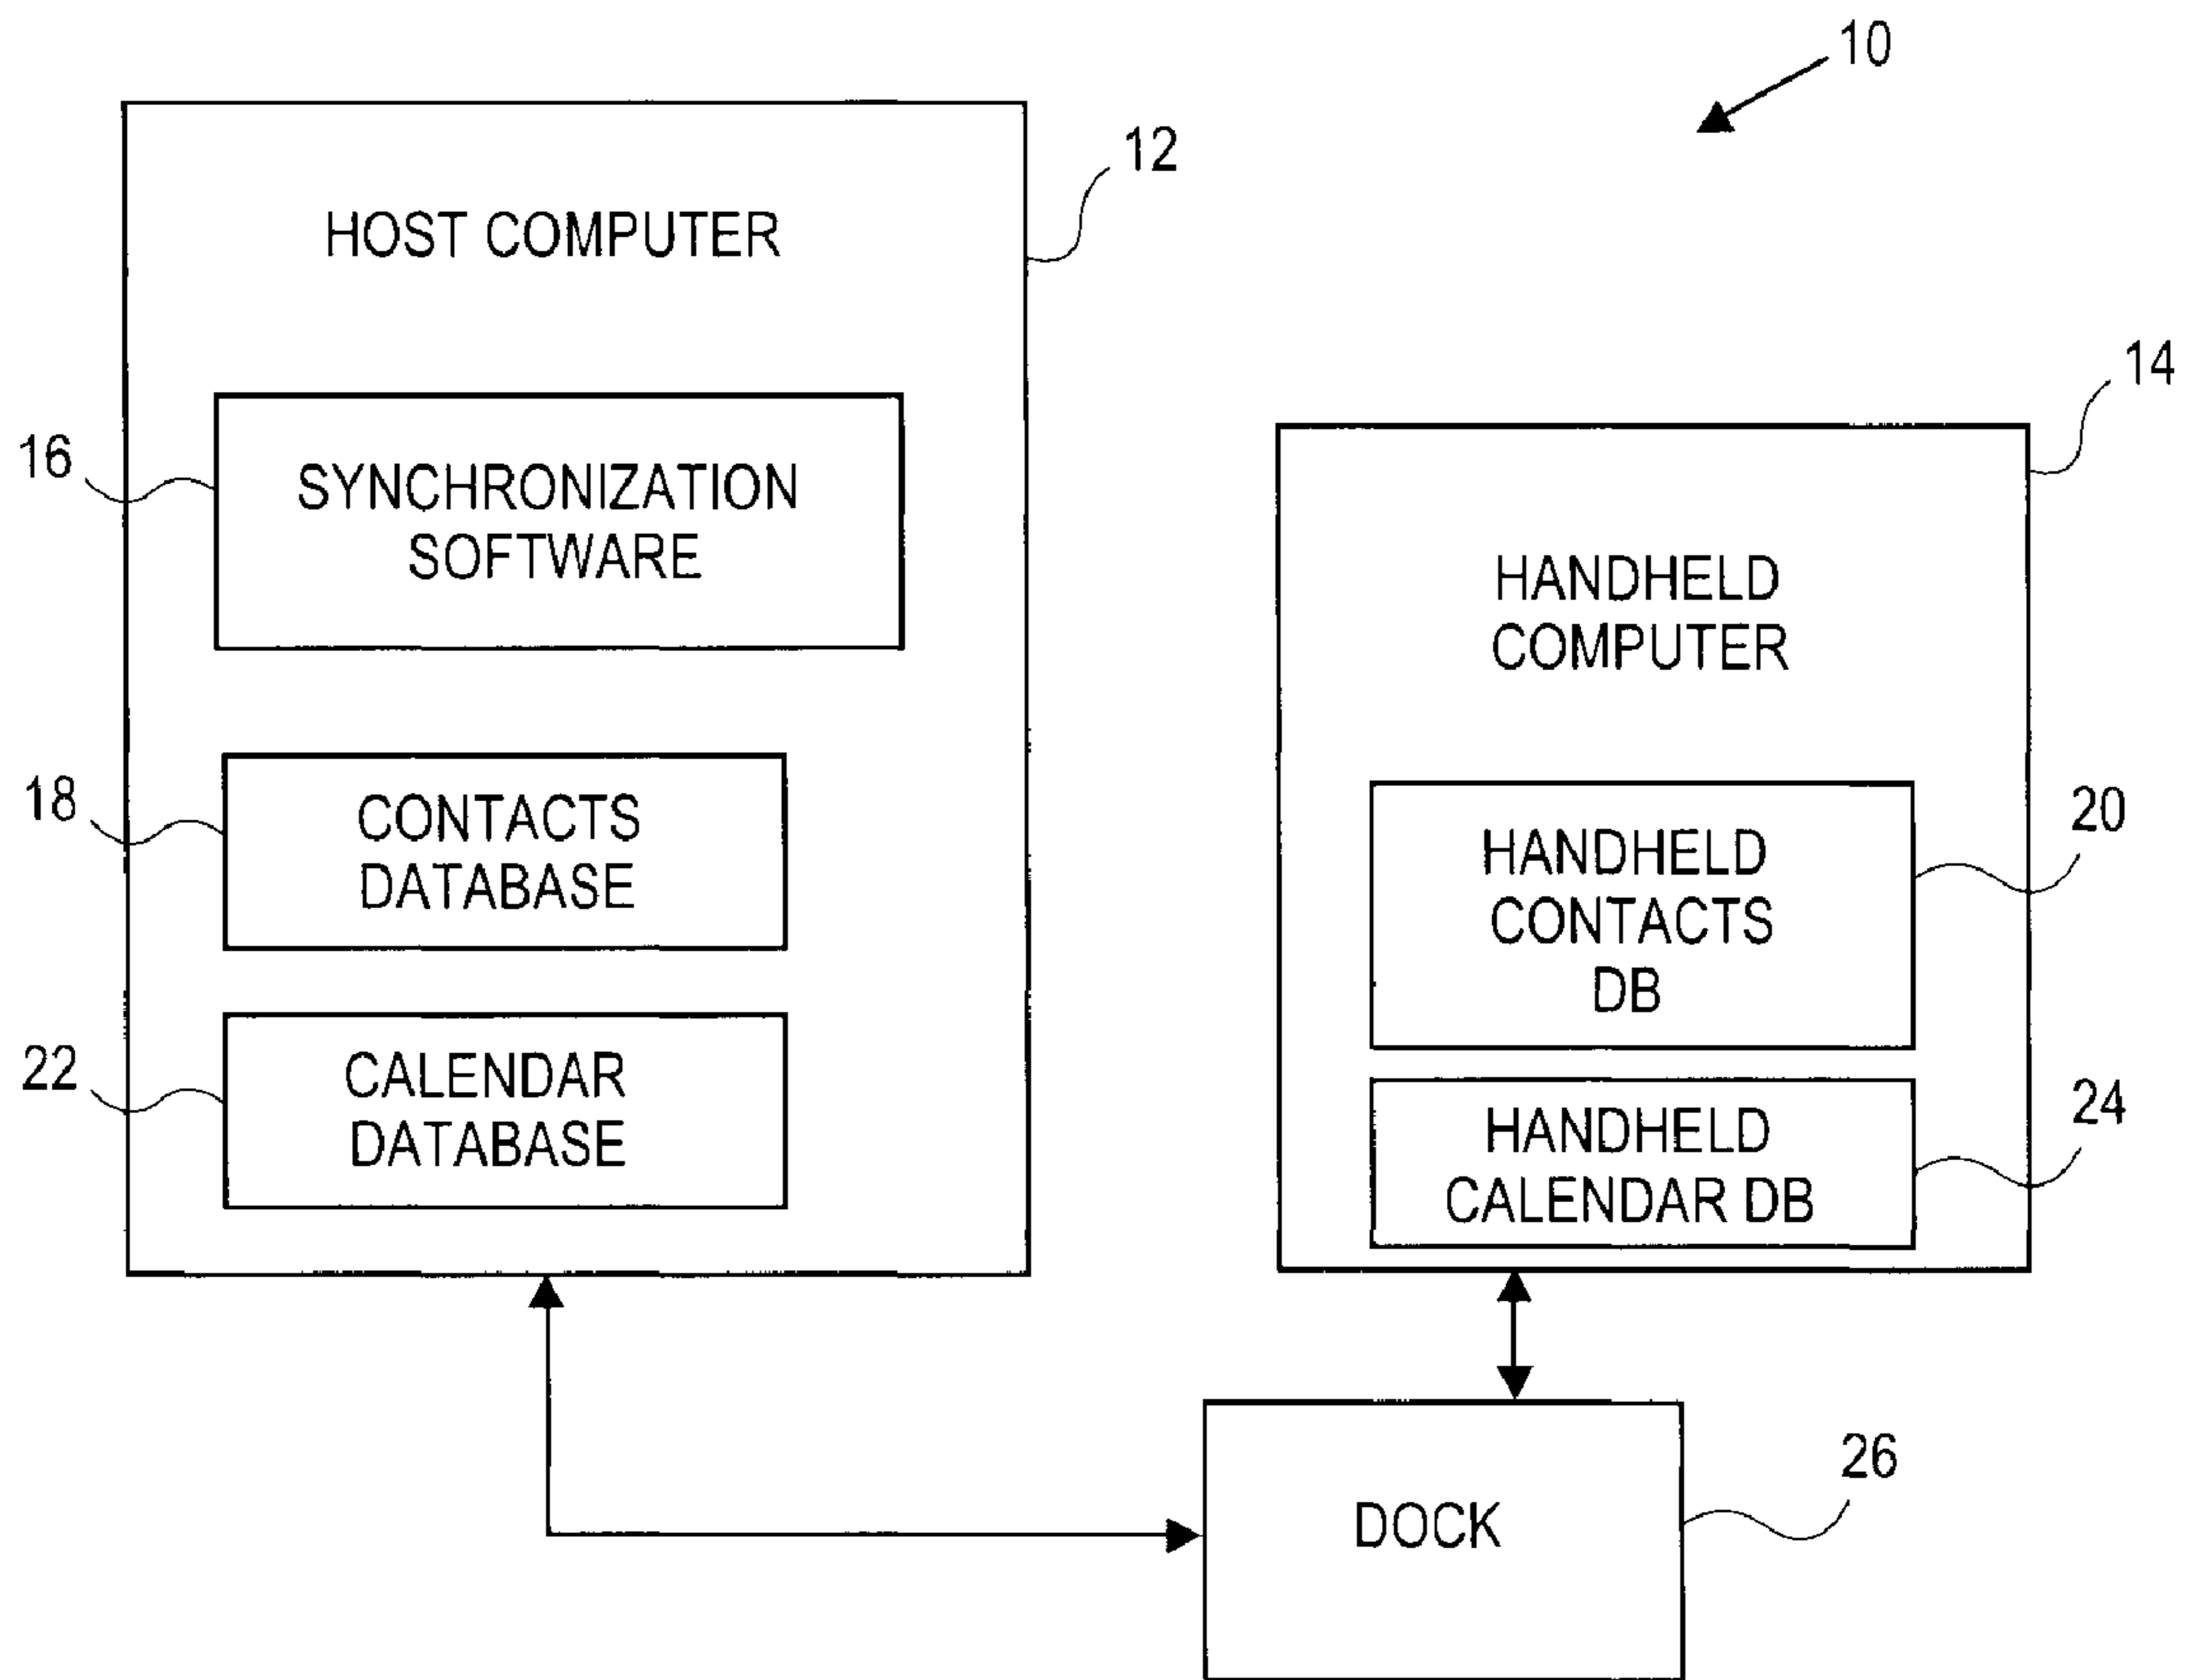 10
12
HOST COMPUTER
14
16
SYNCHRONIZATION
SOFTWARE
HANDHELD
COMPUTER
18
CONTACTS
DATABASE
20
HANDHELD
CONTACTS
DB
22
CALENDAR
DATABASE
24
HANDHELD
CALENDAR DB
26
DOCK